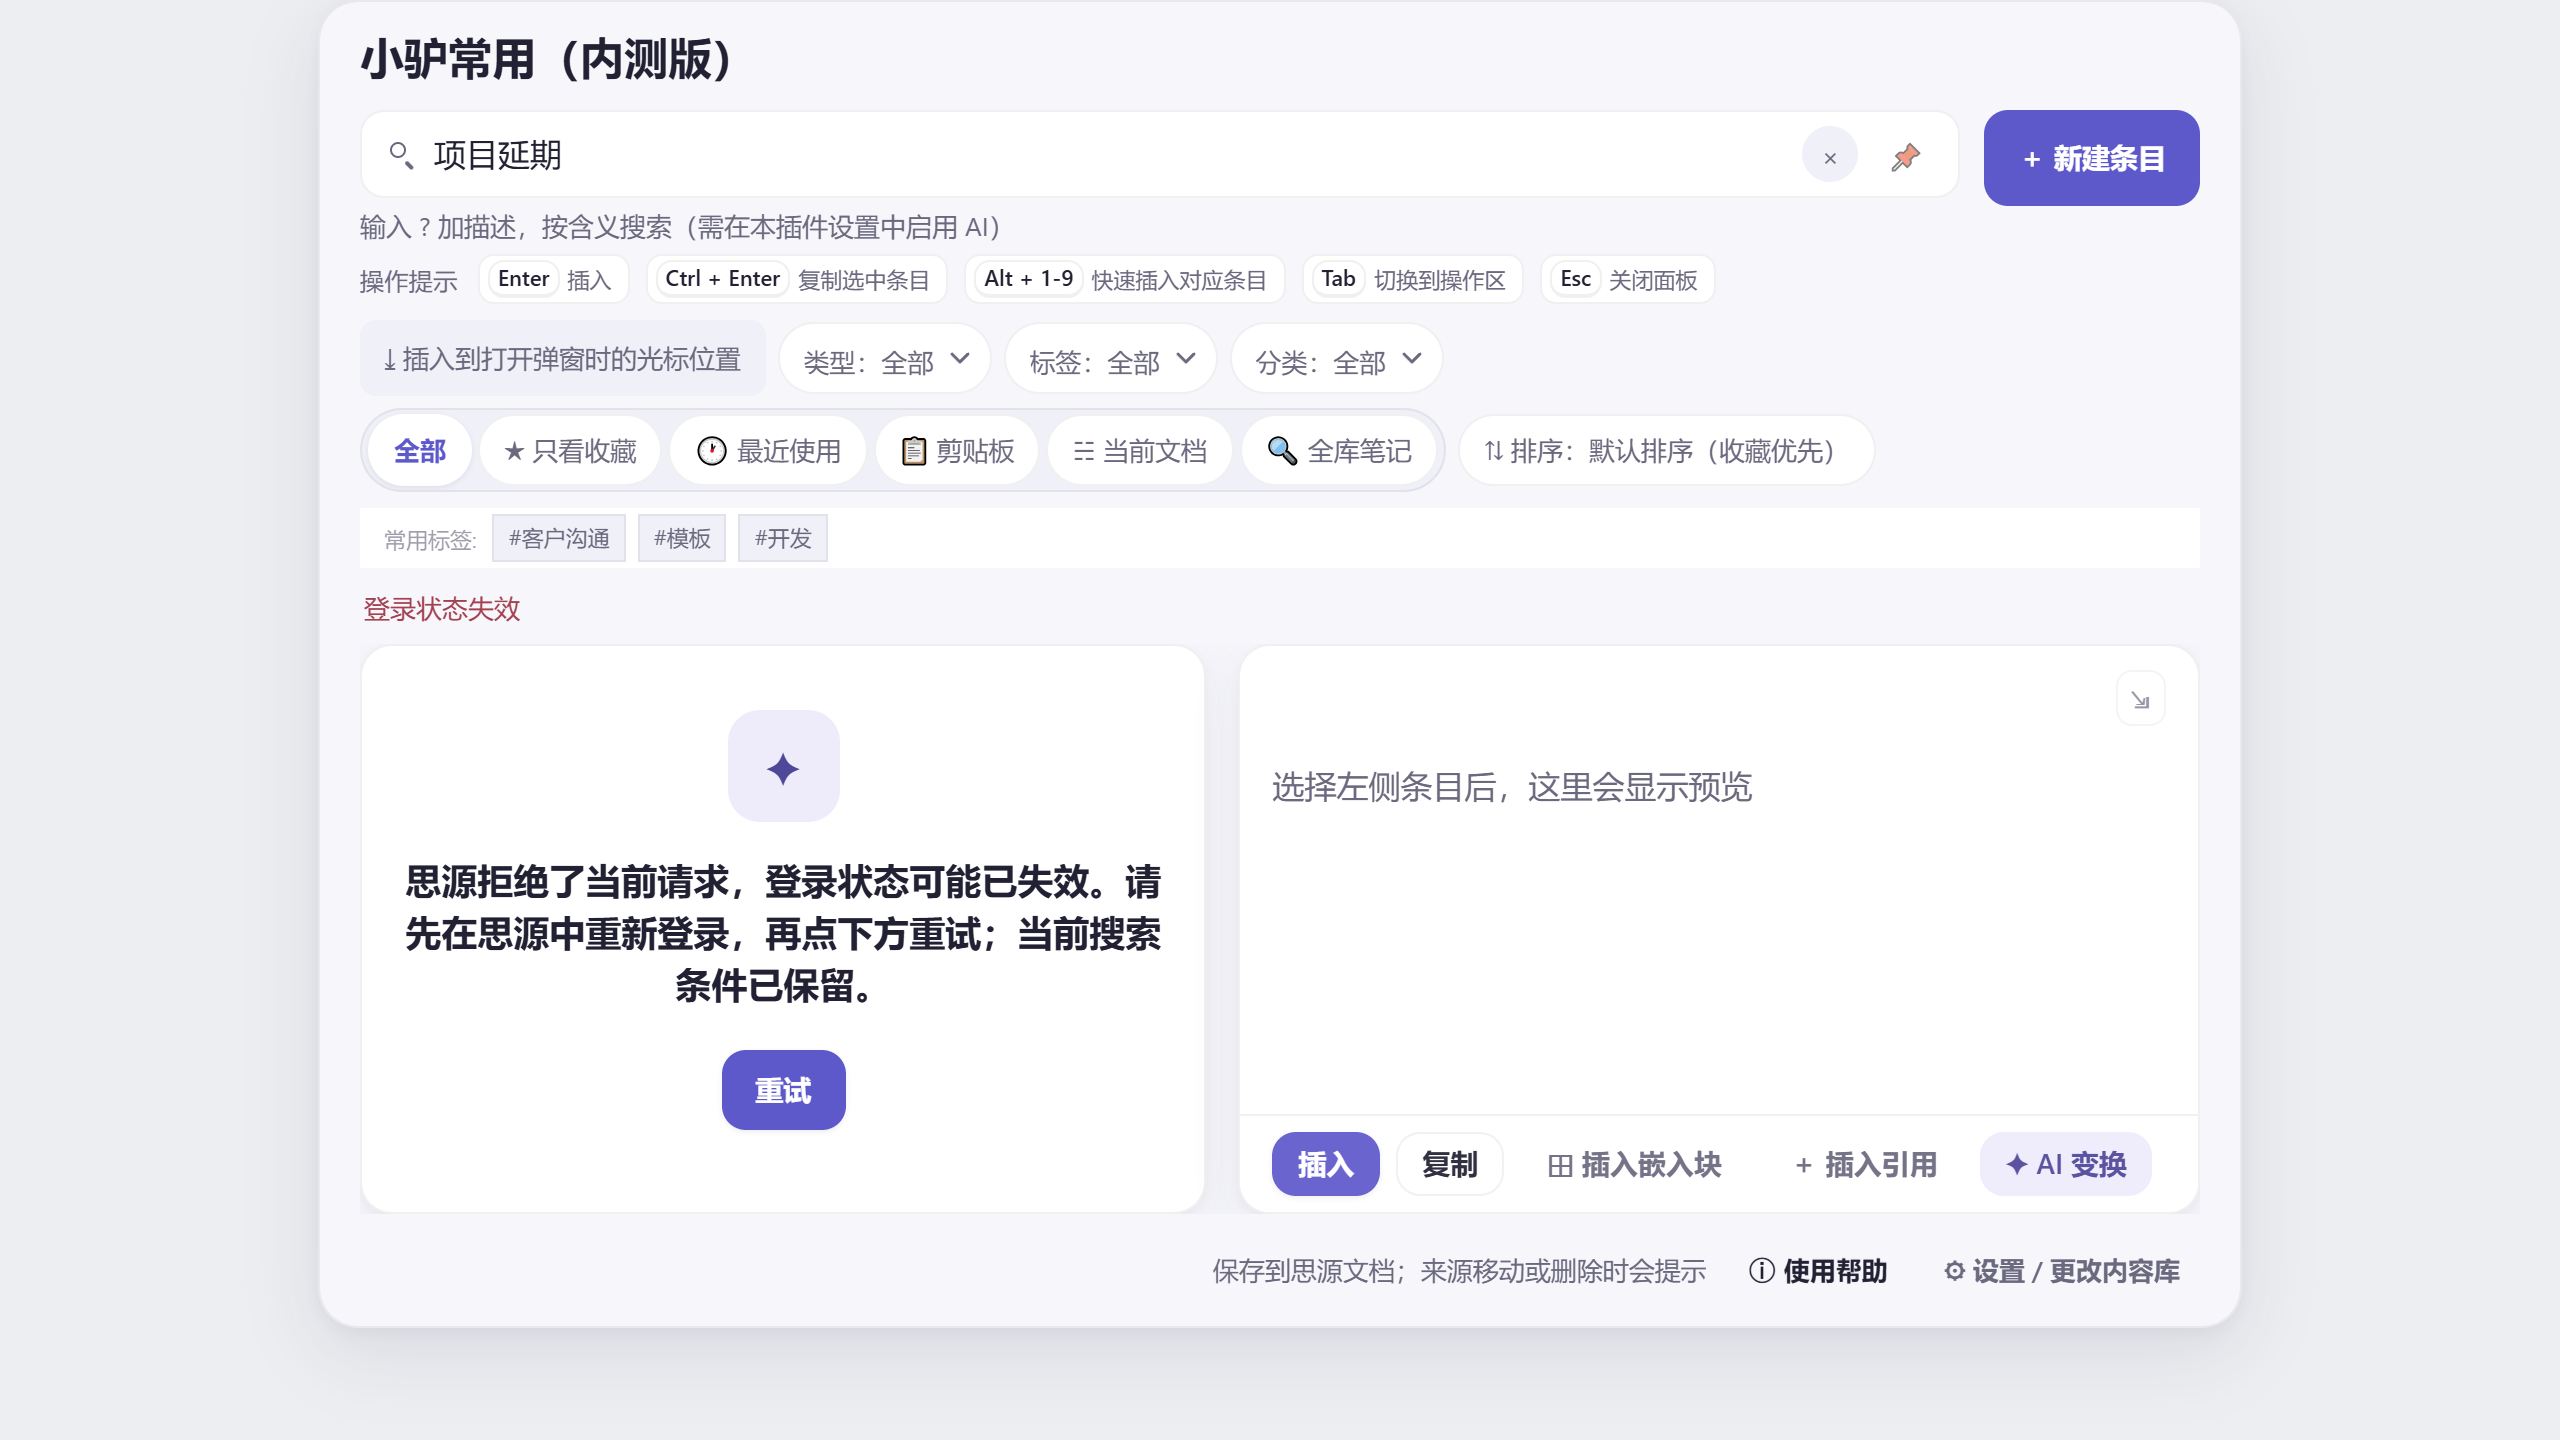 小驴常用（内测版）
项目延期
× 
+ 新建条目
输入 ? 加描述，按含义搜索（需在本插件设置中启用 AI）
操作提示 Enter 插入 Ctrl + Enter 复制选中条目 Alt + 1-9 快速插入对应条目 Tab 切换到操作区 Esc 关闭面板
↓ 插入到打开弹窗时的光标位置 类型：全部 标签：全部 分类：全部
全部 ★ 只看收藏 最近使用 剪贴板 当前文档 全库笔记 ⇅ 排序：默认排序（收藏优先）
常用标签: #客户沟通 #模板 #开发
登录状态失效
思源拒绝了当前请求，登录状态可能已失效。请
先在思源中重新登录，再点下方重试；当前搜索
条件已保留。
重试
选择左侧条目后，这里会显示预览
插入 复制 插入嵌入块 + 插入引用 ✦ AI 变换
保存到思源文档；来源移动或删除时会提示 ⓘ 使用帮助 ⚙ 设置 / 更改内容库